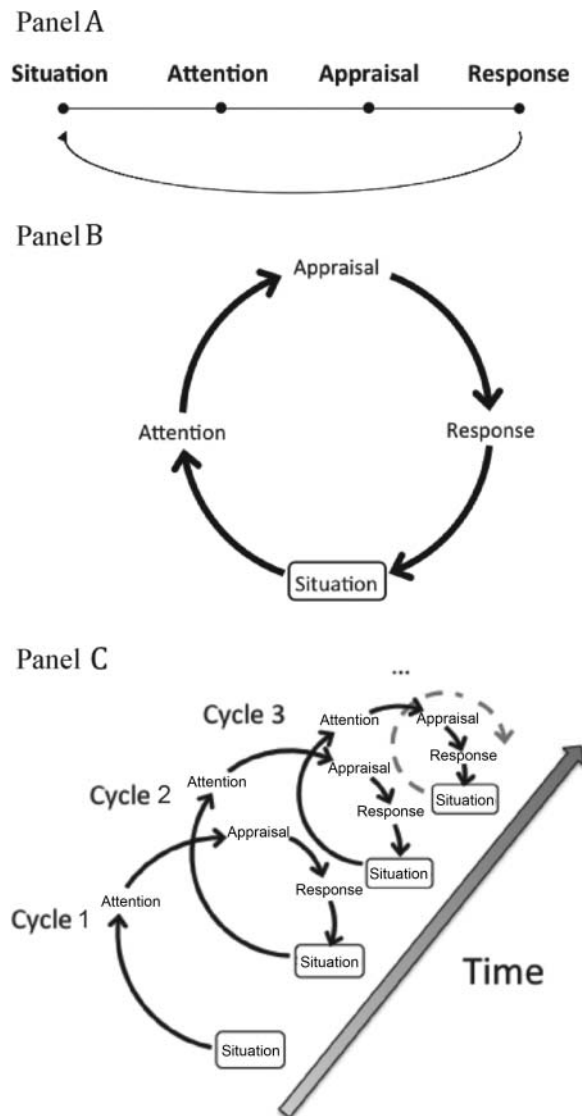 Panel A
Situation Attention Appraisal Response
Panel B
Appraisal
Attention
Response
Situation
Panel C
...
Cycle 3
Attention
Appraisal
Response
Situation
Cycle 2
Attention
Appraisal
Response
Situation
Cycle 1
Attention
Appraisal
Response
Situation
Situation
Time